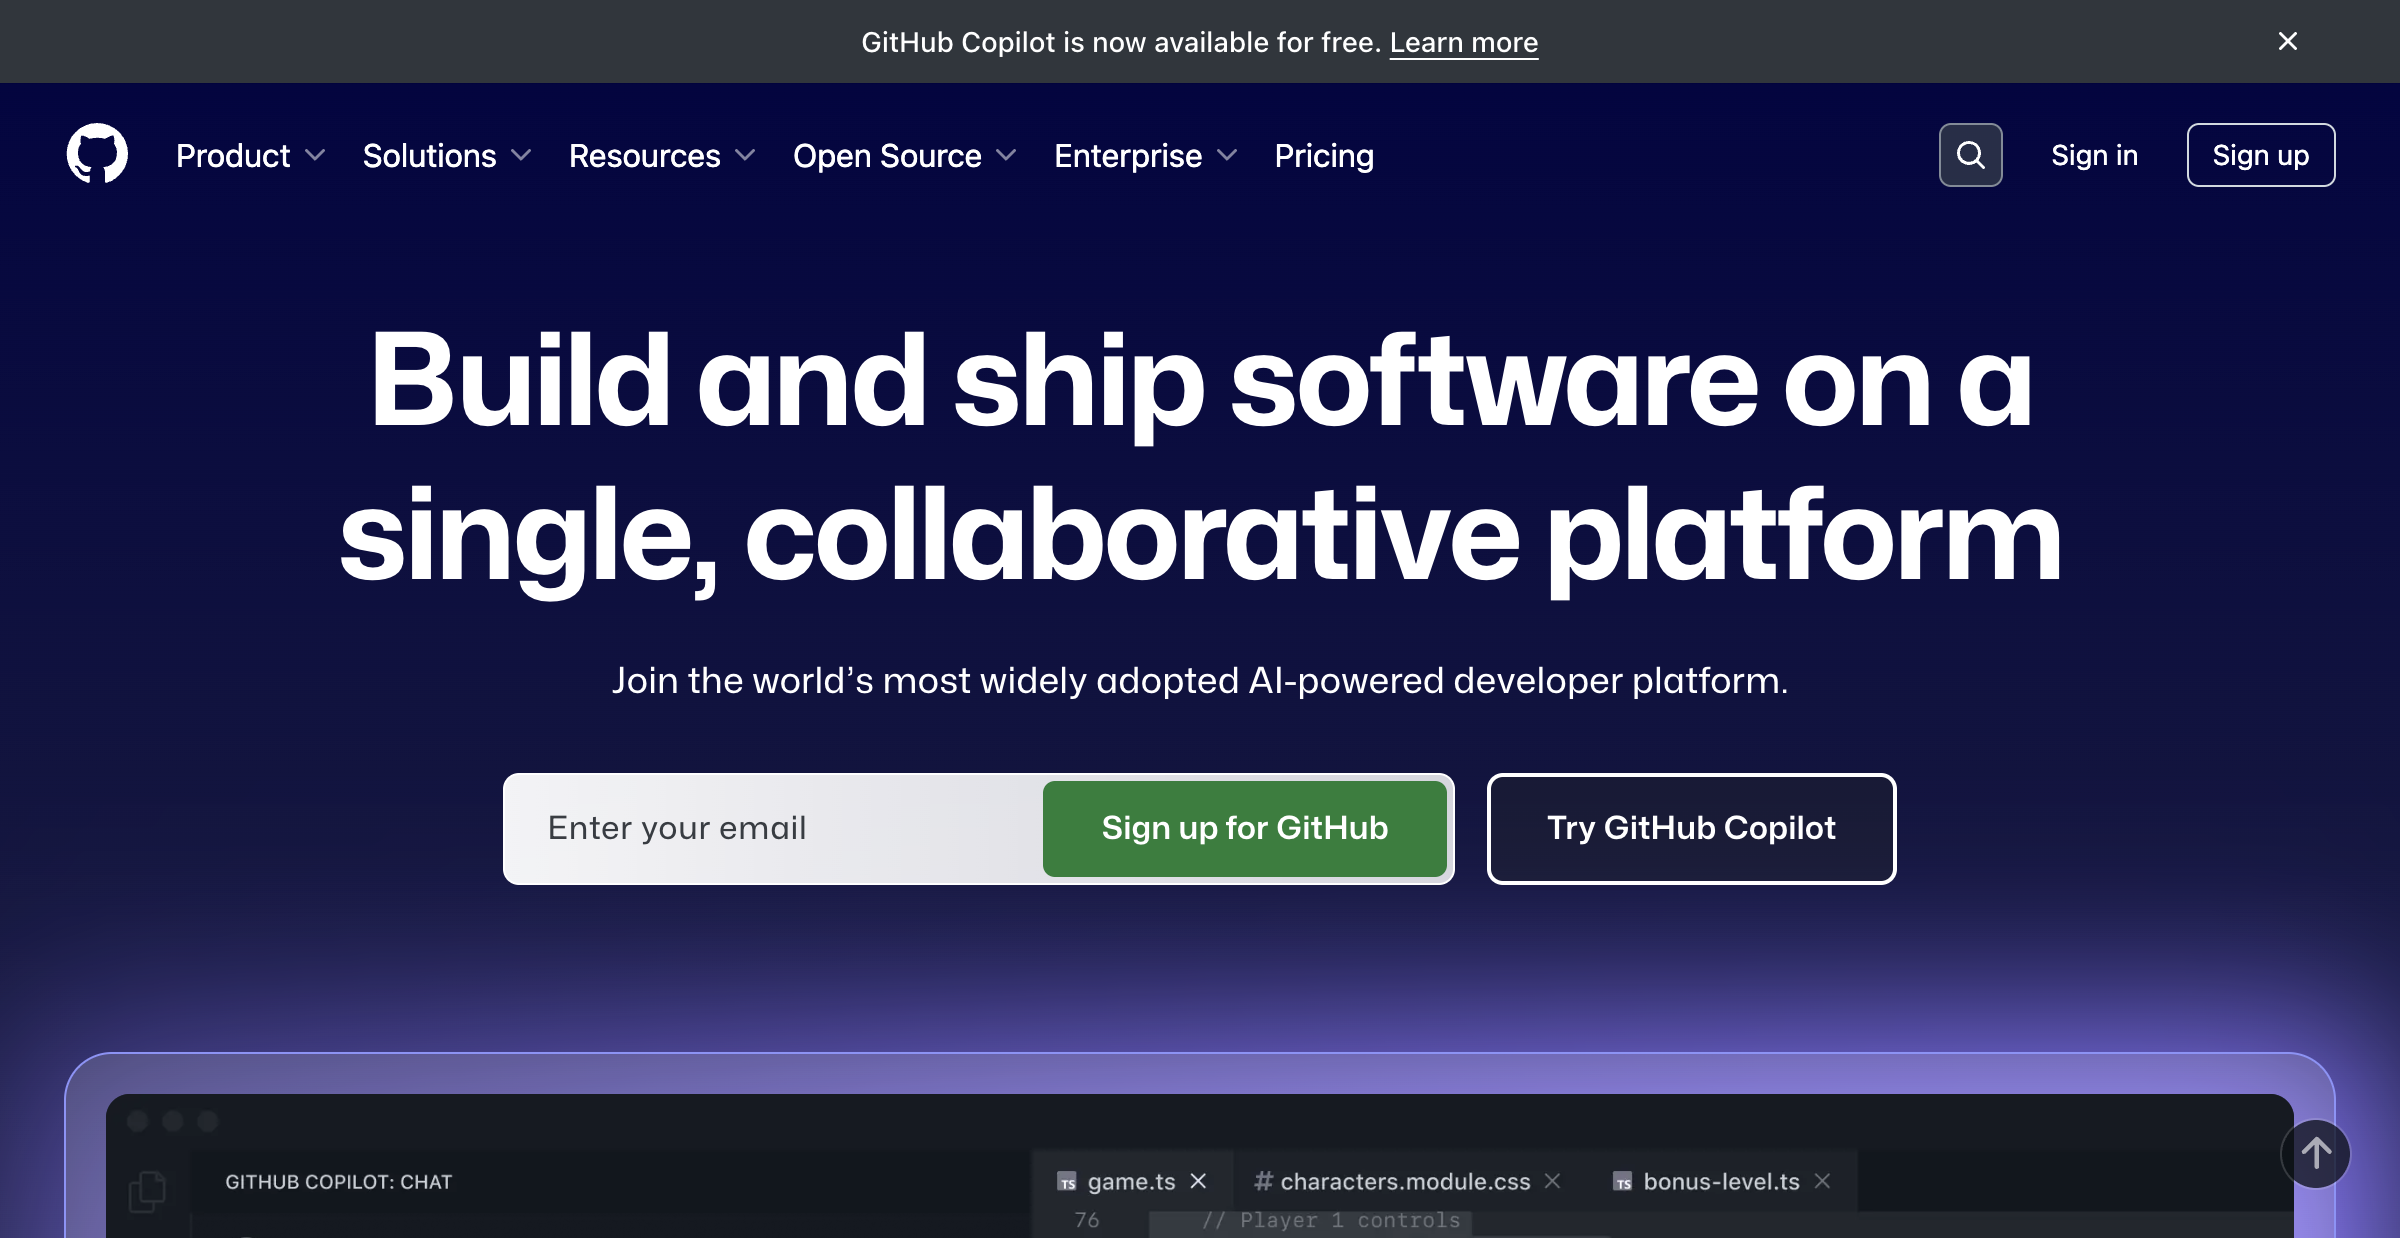 GitHub Copilot is now available for free. Learn more
Product Solutions Resources Open Source Enterprise Pricing Sign in Sign up
Build and ship software on a
single, collaborative platform
Join the world’s most widely adopted AI-powered developer platform.
Enter your email Sign up for GitHub Try GitHub Copilot
GITHUB COPILOT: CHAT TS game.ts # characters.module.css TS bonus-level.ts
76 // Player 1 controls